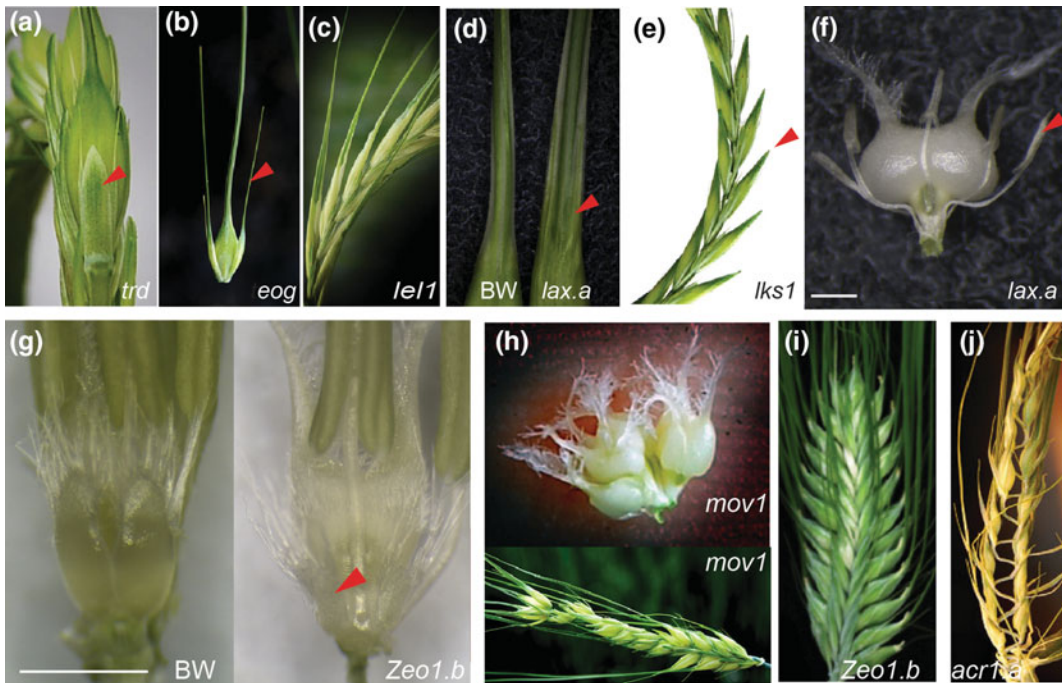 (a)
trd
(b)
eog
(c)
lel1
(d)
BW
lax.a
(e)
lks1
(f)
lax.a
(g)
BW
Zeo1.b
(h)
mov1
mov1
(i)
Zeo1.b
(j)
acr1.a